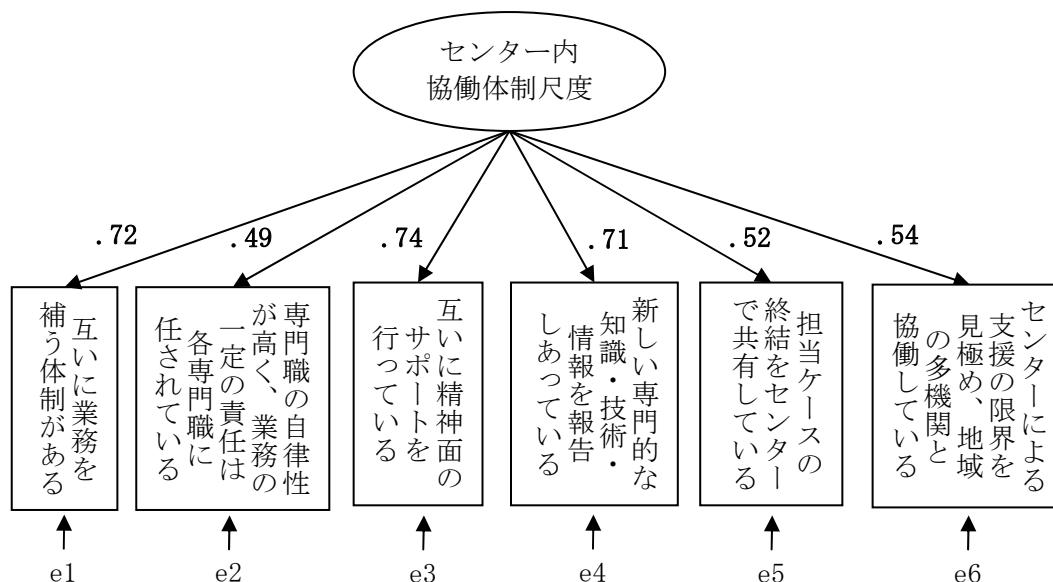 センター内
協働体制尺度
.72
.49
.74
.71
.52
.54
互いに業務を
補う体制がある
専門職の自律性
が高く、業務の
一定の責任は
各専門職に
任されている
互いに精神面の
サポートを
行っている
新しい専門的な
知識・技術・
情報を報告
しあっている
担当ケースの
終結をセンター
で共有している
センターによる
支援の限界を
見極め、地域
の多機関と
協働している
e1
e2
e3
e4
e5
e6